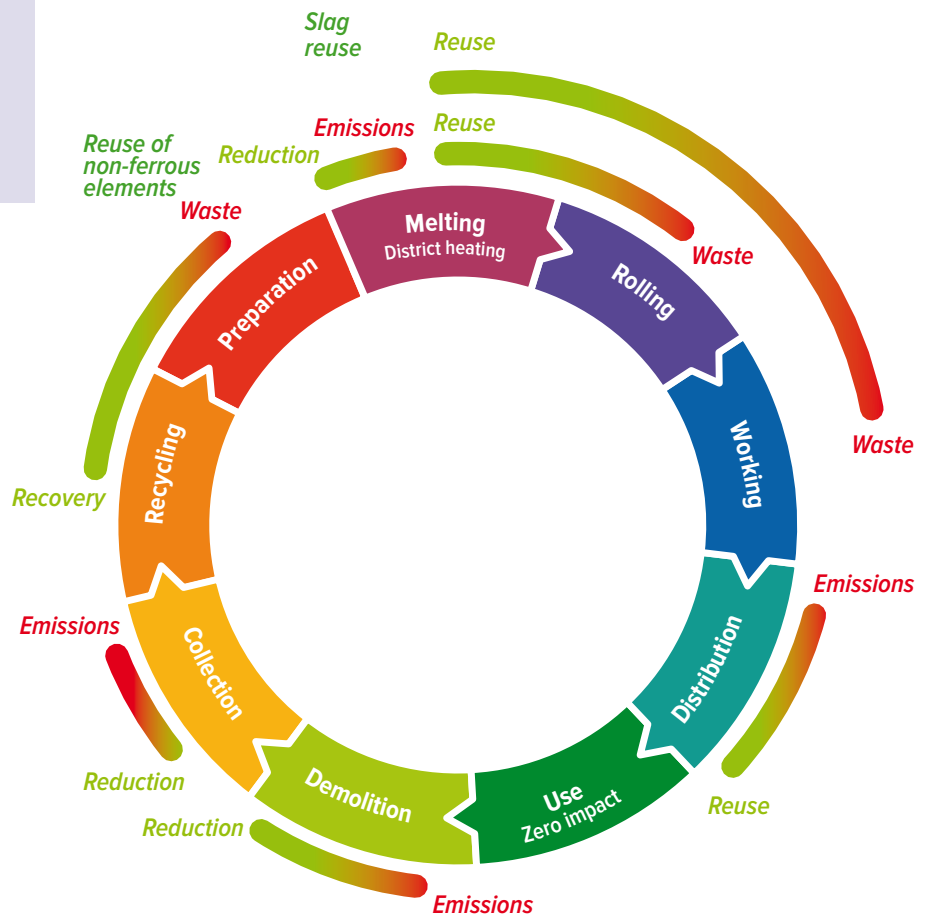 Slag
reuse
Reuse
Reuse
Emissions
Reduction
Reuse of
non-ferrous
elements
Waste
Melting
District heating
Waste
Rolling
Preparation
Working
Waste
Recycling
Recovery
Emissions
Distribution
Reuse
Emissions
Collection
Reduction
Use
Zero impact
Demolition
Reduction
Emissions